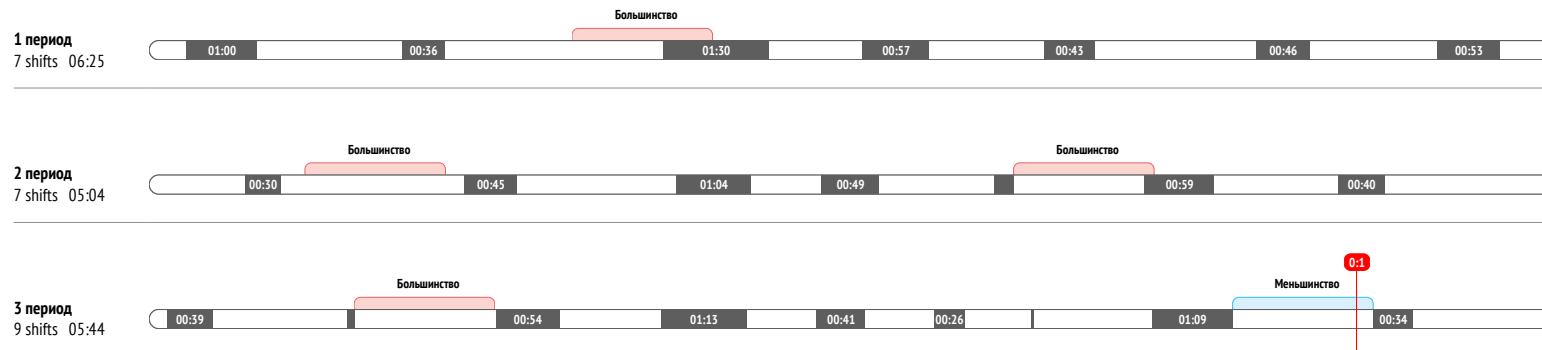 Большинство
1 период
7 shifts 06:25
01:00 00:36 01:30 00:57 00:43 00:46 00:53
Большинство Большинство
2 период
7 shifts 05:04
00:30 00:45 01:04 00:49 00:59 00:40
0:1
Большинство Меньшинство
3 период
9 shifts 05:44
00:39 00:54 01:13 00:41 00:26 01:09 00:34